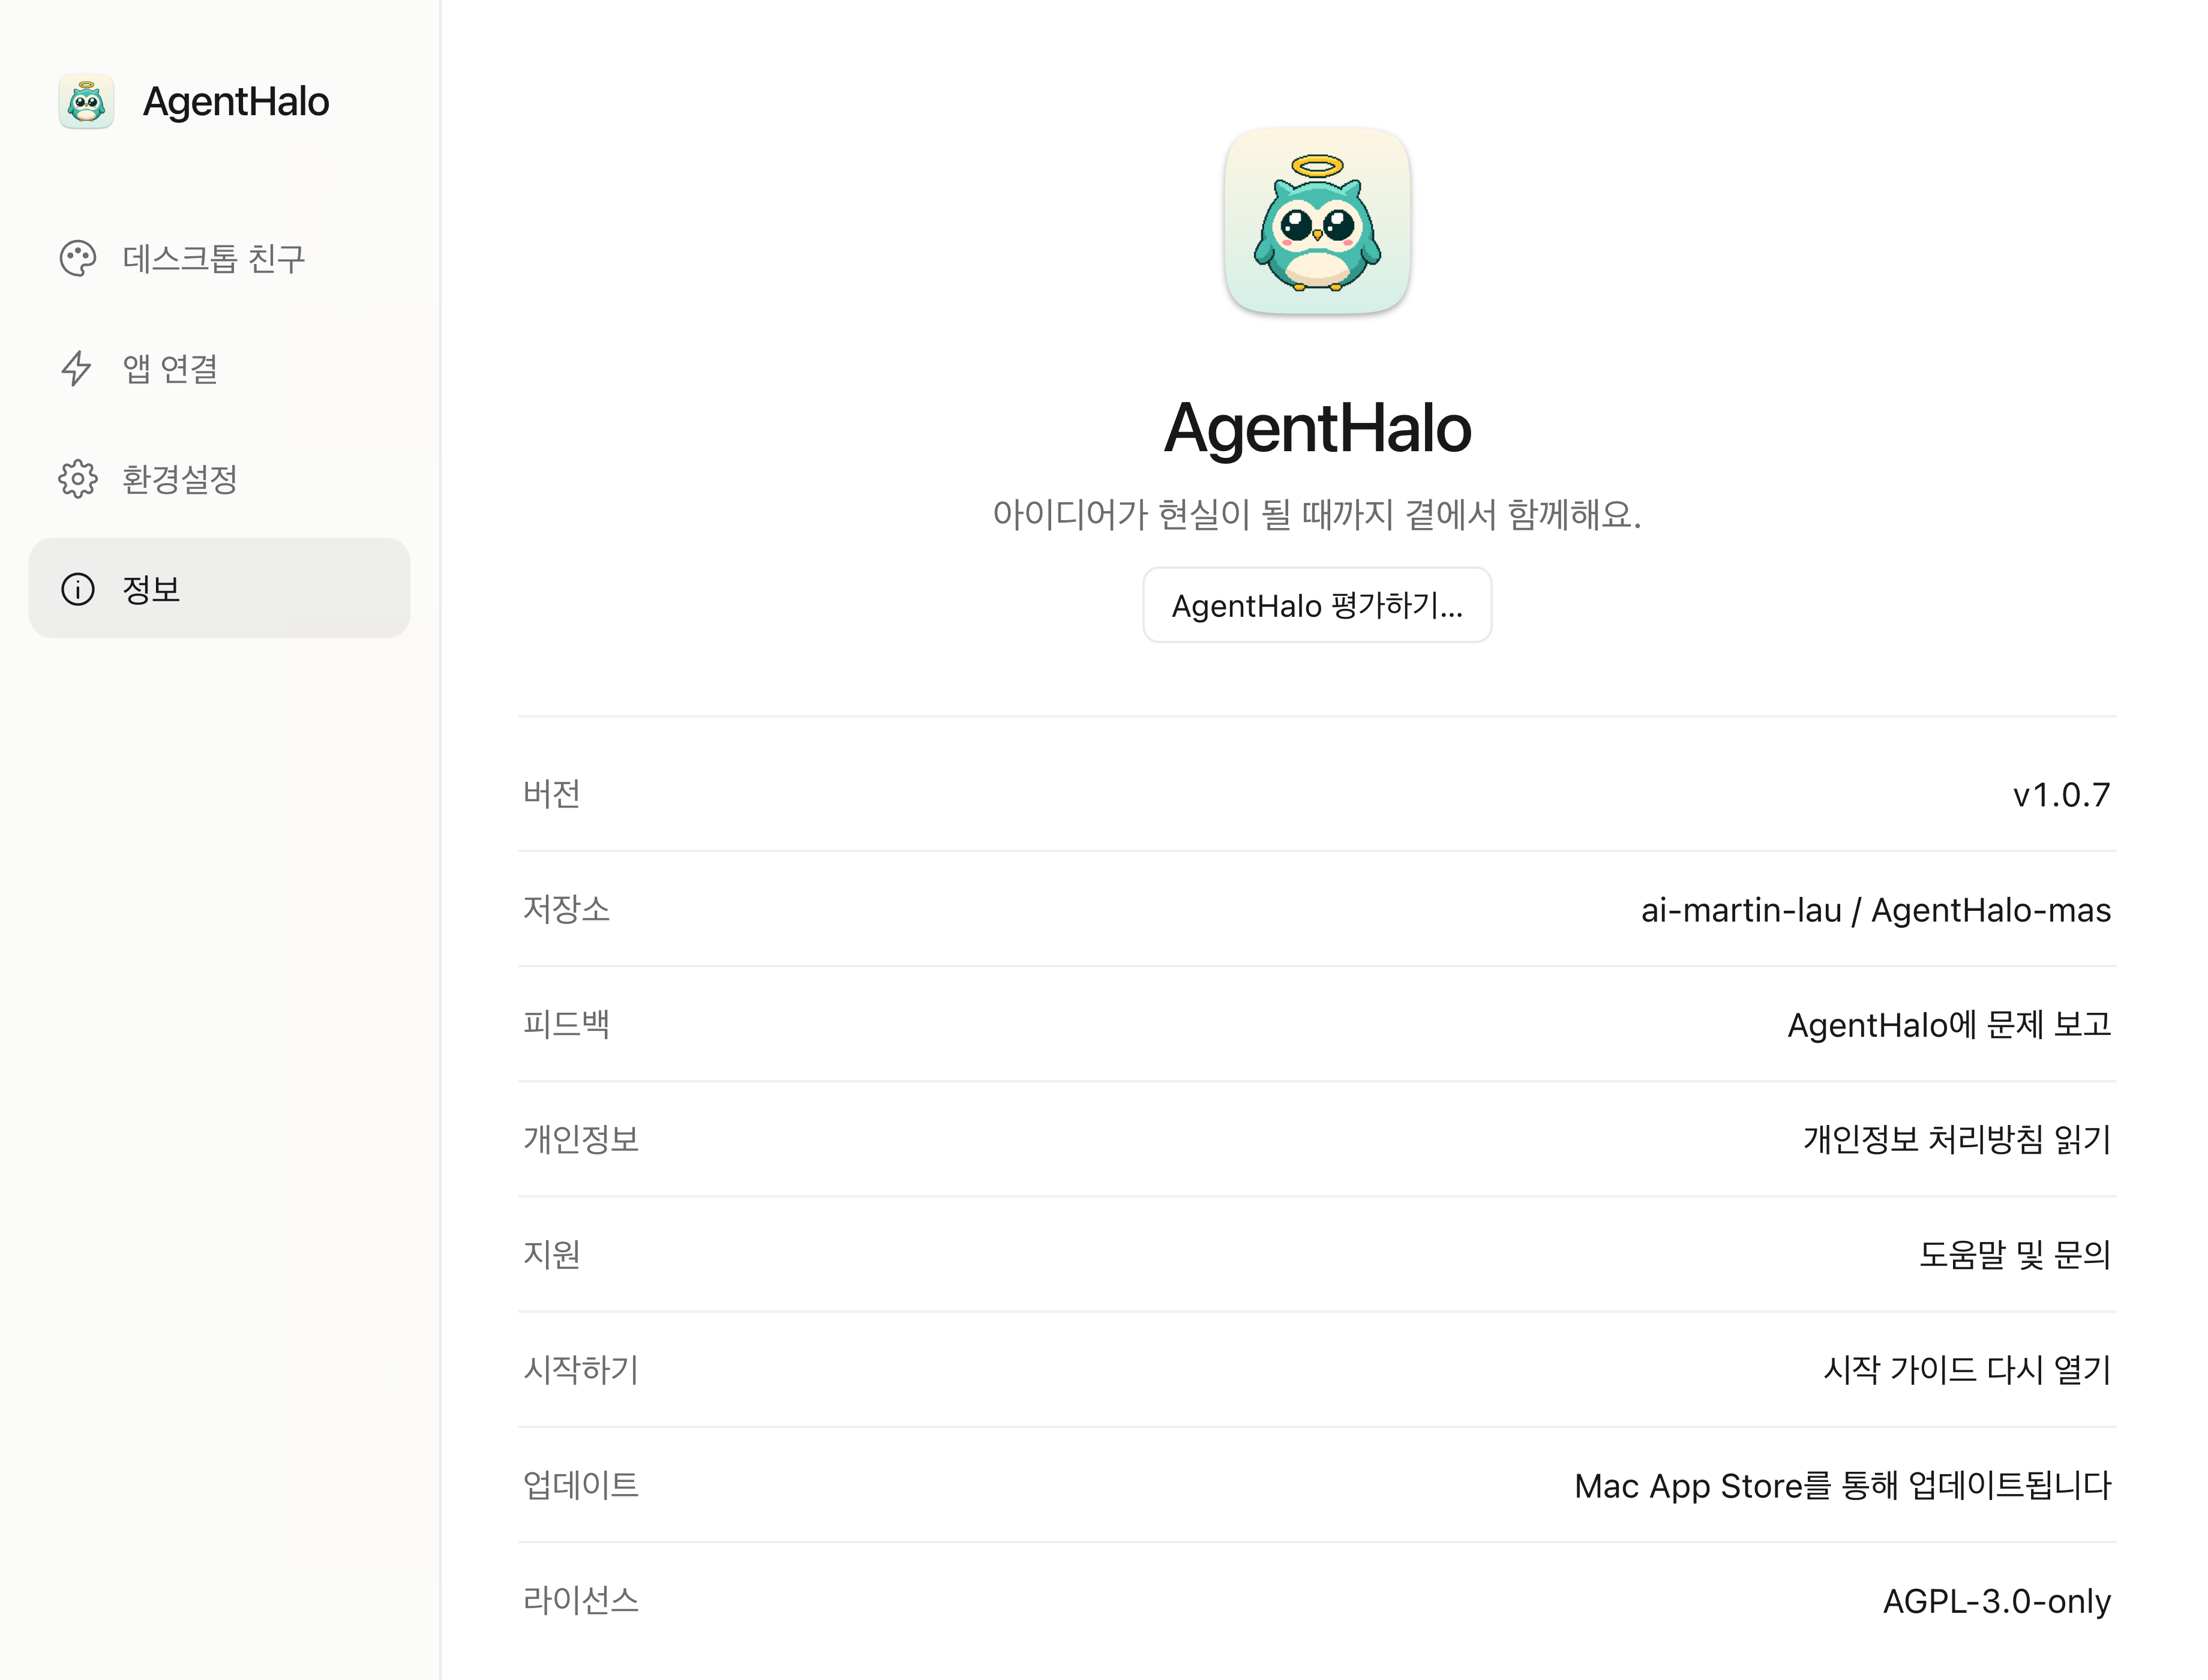 AgentHalo
데스크톱 친구
앱 연결
환경설정
정보
AgentHalo
아이디어가 현실이 될 때까지 곁에서 함께해요.
AgentHalo 평가하기...
버전 v1.0.7
저장소 ai-martin-lau / AgentHalo-mas
피드백 AgentHalo에 문제 보고
개인정보 개인정보 처리방침 읽기
지원 도움말 및 문의
시작하기 시작 가이드 다시 열기
업데이트 Mac App Store를 통해 업데이트됩니다
라이선스 AGPL-3.0-only